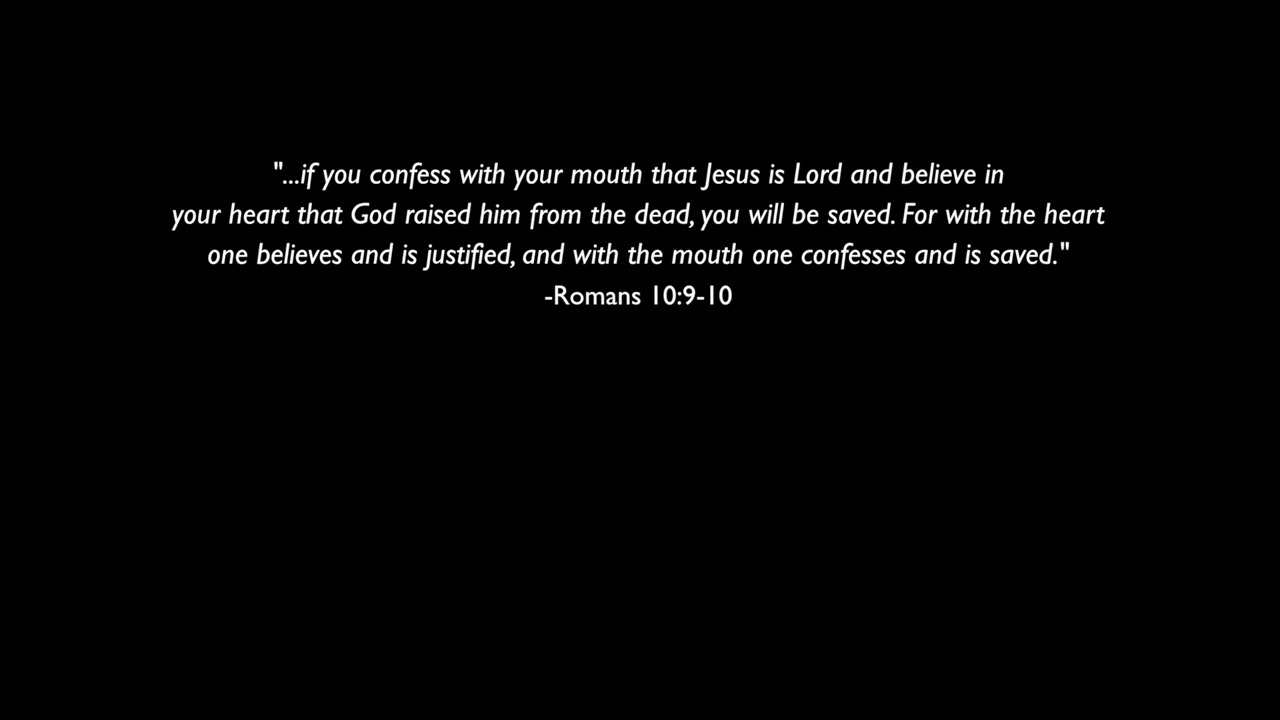 "...if you confess with your mouth that Jesus is Lord and believe in
your heart that God raised him from the dead, you will be saved. For with the heart
one believes and is justified, and with the mouth one confesses and is saved."
-Romans 10:9-10